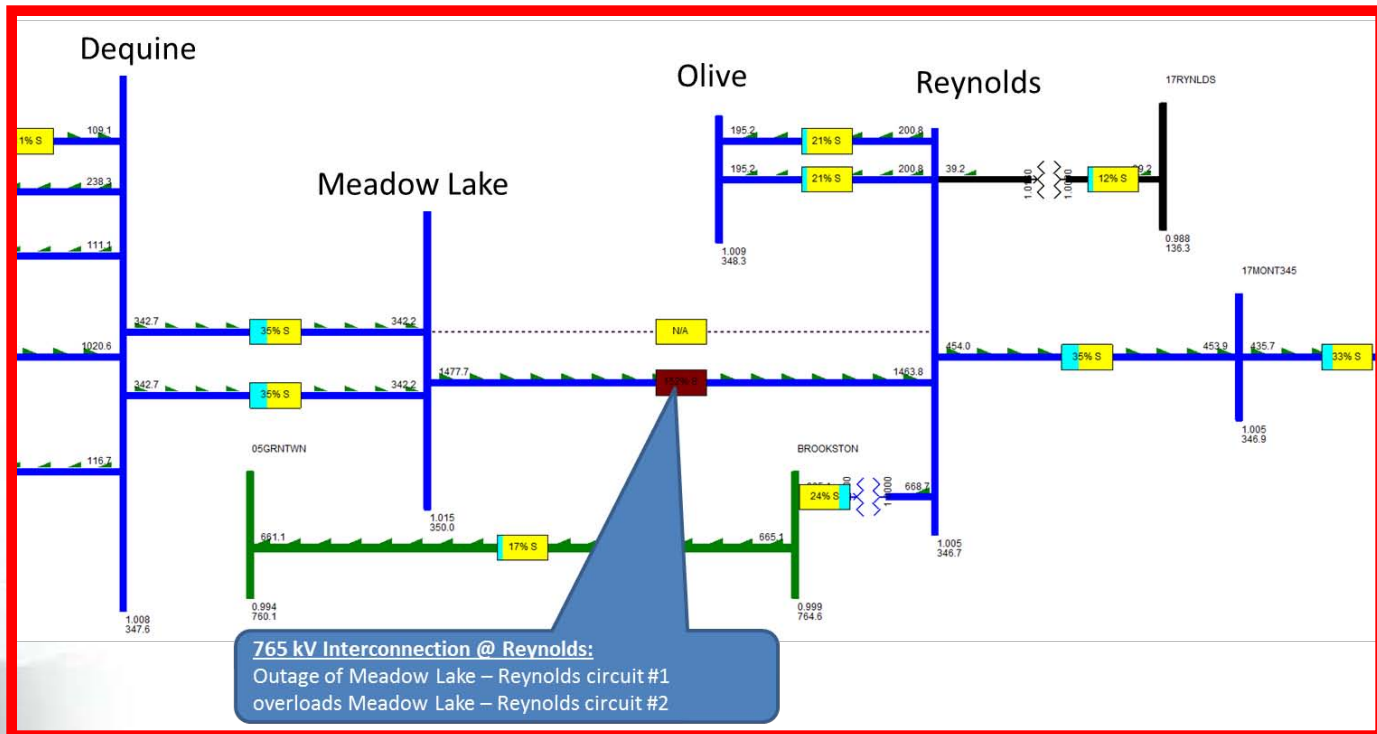 Dequine
Olive
Reynolds
17RYNLDS
109.1
1% S
195.2
21% S
200.8
238.3
Meadow Lake
195.2
21% S
200.8
39.2
1.0000
12% S
111.1
0.988
136.3
1.009
348.3
17MONT345
342.7
35% S
342.2
N/A
1020.6
454.0
35% S
453.9
435.7
33% S
342.7
35% S
342.2
1477.7
1463.8
1.005
346.9
116.7
05GRNTWN
BROOKSTON
24% S
668.7
1.015
350.0
661.1
17% S
665.1
1.005
346.7
0.994
760.1
0.999
764.6
1.008
347.6
765 kV Interconnection @ Reynolds:
Outage of Meadow Lake – Reynolds circuit #1
overloads Meadow Lake – Reynolds circuit #2